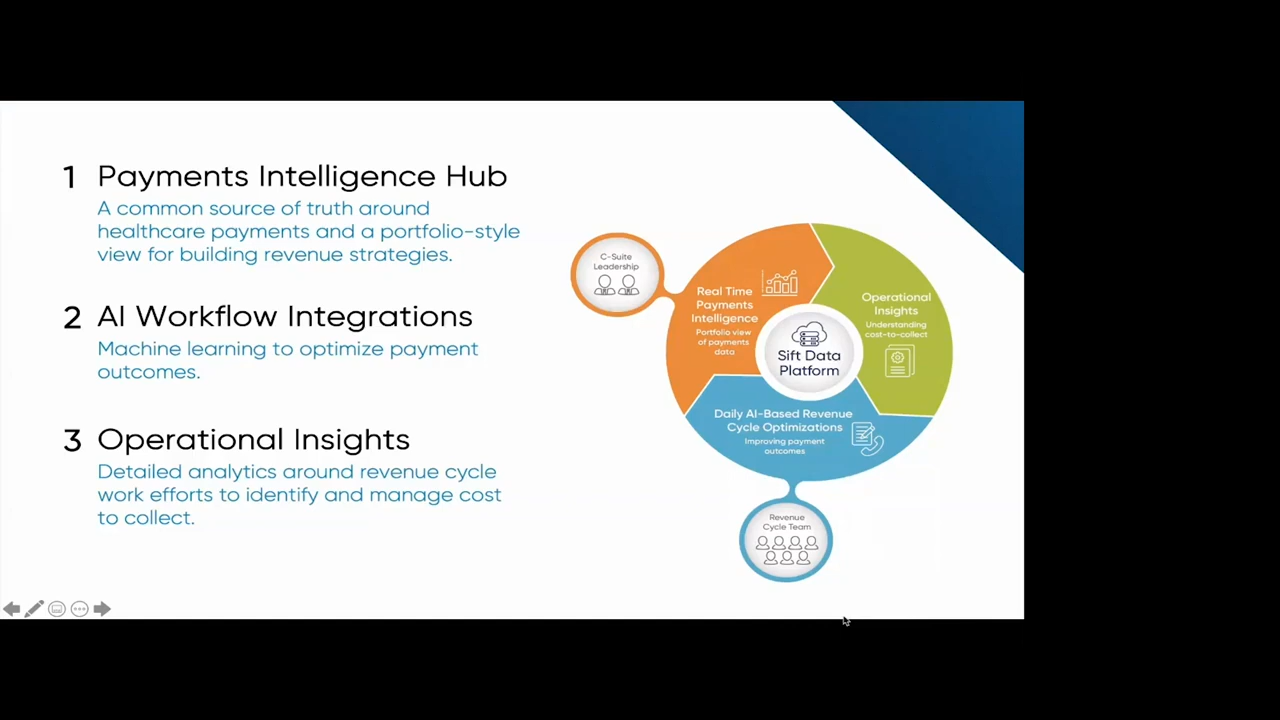 1 Payments Intelligence Hub
A common source of truth around
healthcare payments and a portfolio-style
view for building revenue strategies.
2 AI Workflow Integrations
Machine learning to optimize payment
outcomes.
3 Operational Insights
Detailed analytics around revenue cycle
work efforts to identify and manage cost
to collect.
C-Suite
Leadership
Real Time
Payments
Intelligence
Portfolio view
of payments
data
Operational
Insights
Understanding
cost-to-collect
Sift Data
Platform
Daily AI-Based Revenue
Cycle Optimizations
Improving payment
outcomes
Revenue
Cycle Team